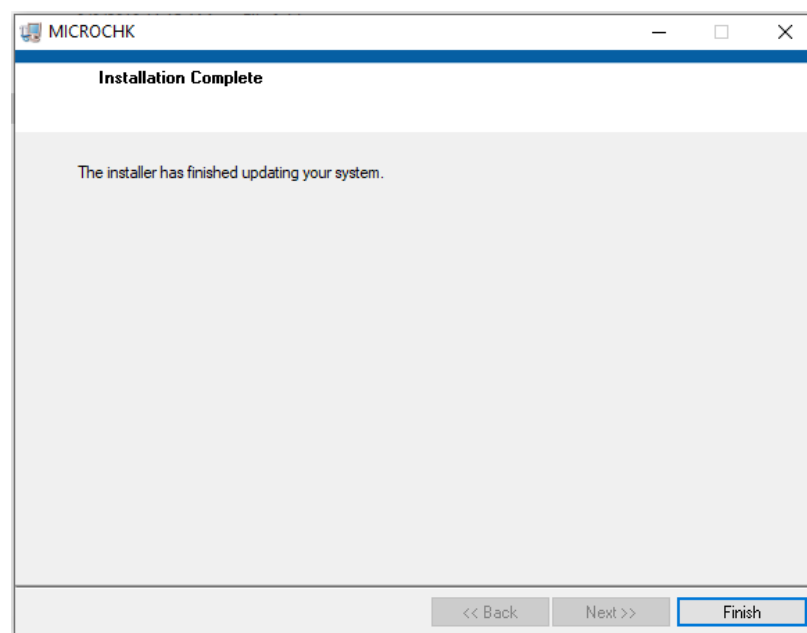 MICROCHK
Installation Complete
The installer has finished updating your system.
<< Back
Next >>
Finish